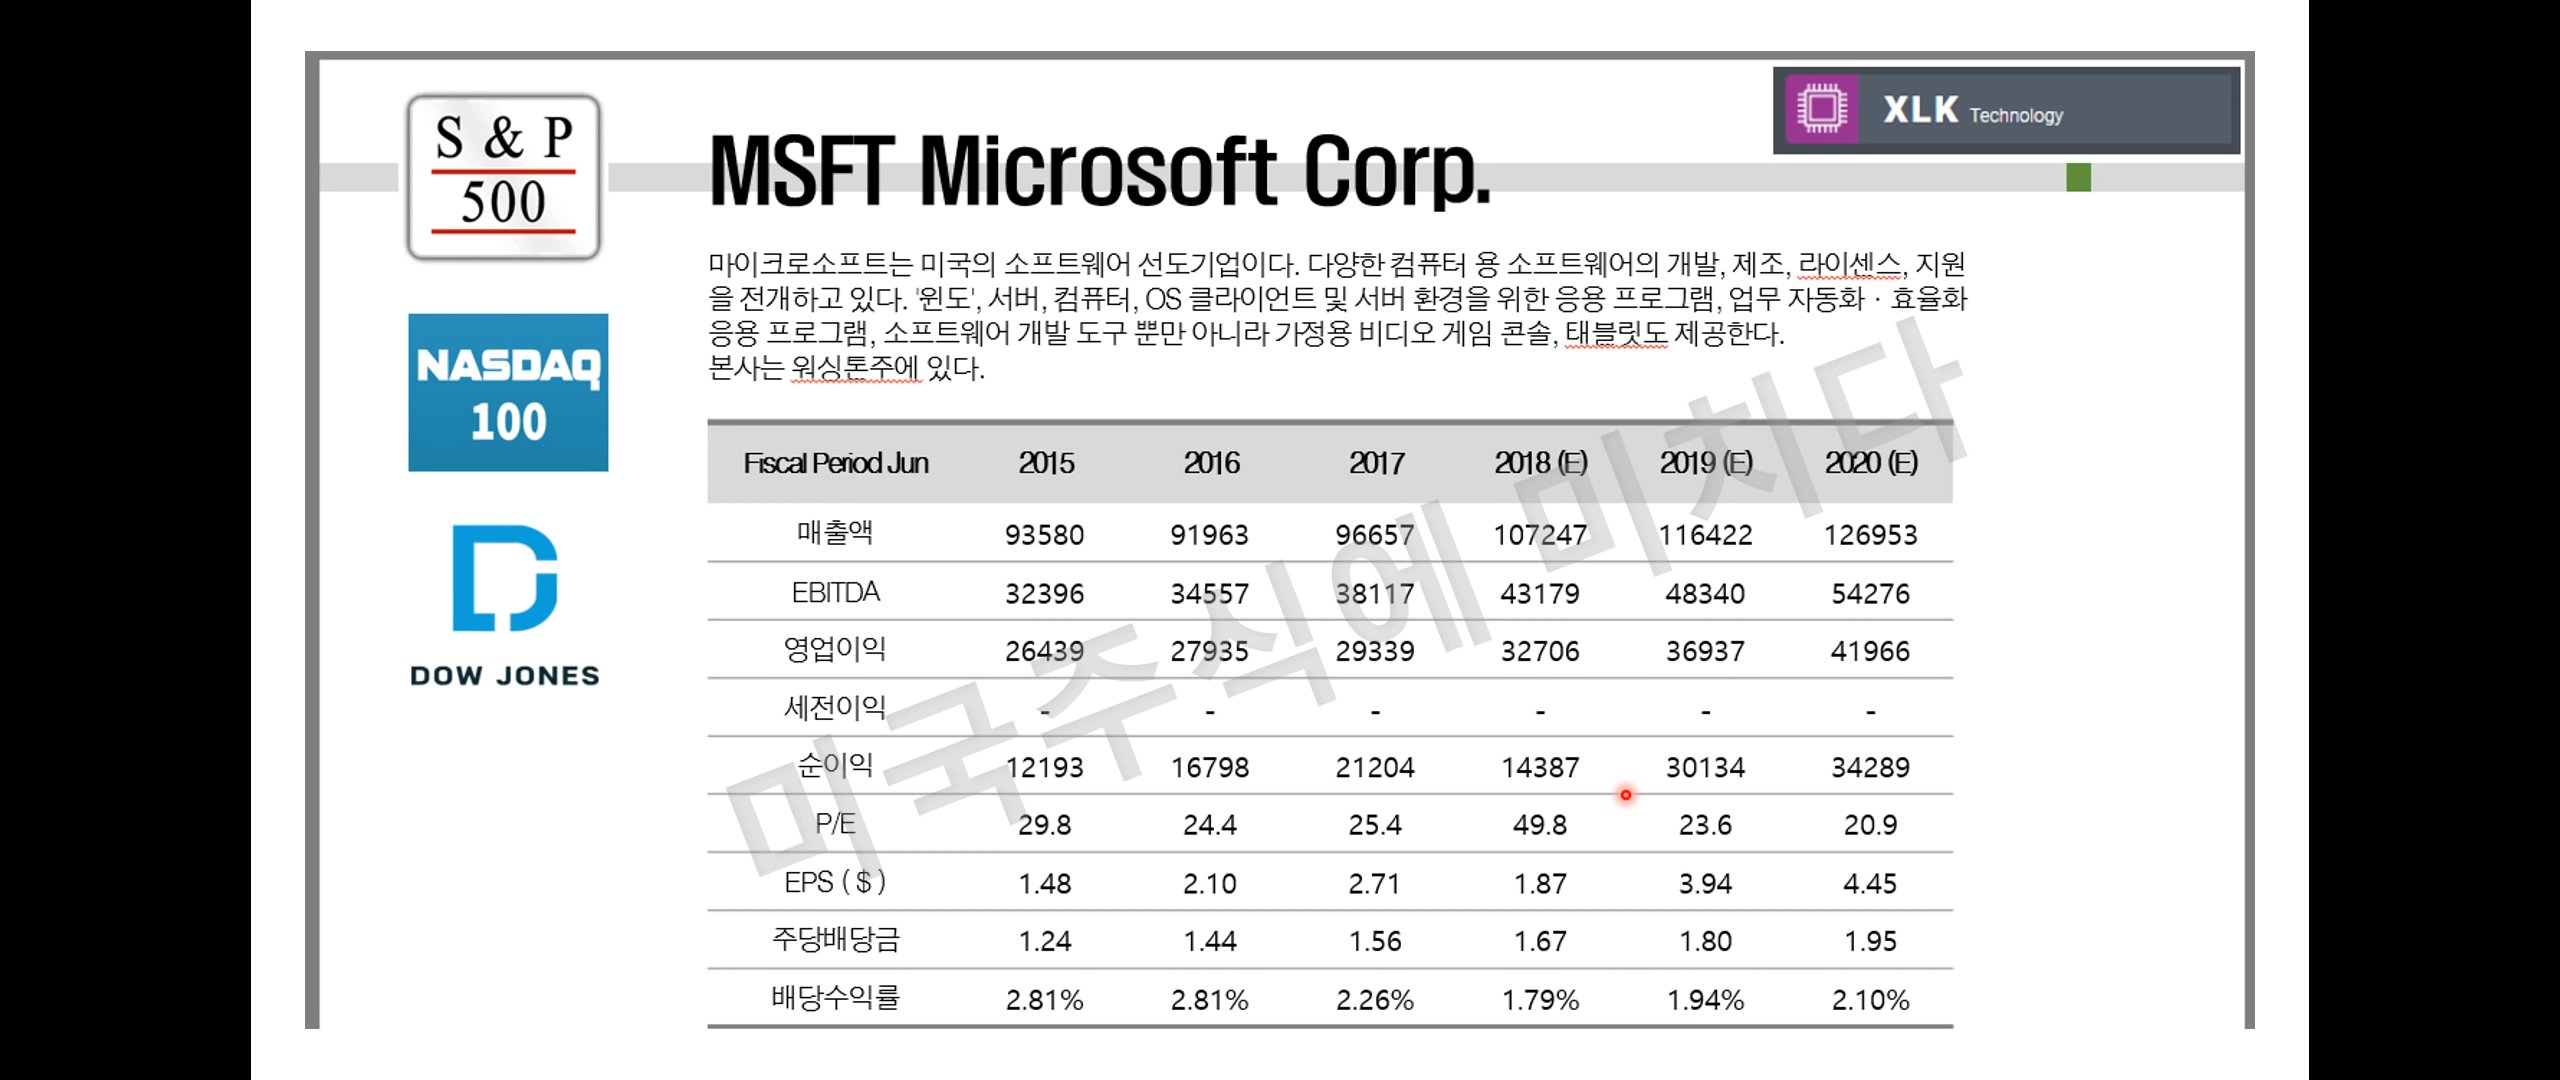 S & P
500
MSFT Microsoft Corp.
XLK Technology
마이크로소프트는 미국의 소프트웨어 선도기업이다. 다양한 컴퓨터 용 소프트웨어의 개발, 제조, 라이센스, 지원
을 전개하고 있다. '윈도', 서버, 컴퓨터, OS 클라이언트 및 서버 환경을 위한 응용 프로그램, 업무 자동화 · 효율화
응용 프로그램, 소프트웨어 개발 도구 뿐만 아니라 가정용 비디오 게임 콘솔, 태블릿도 제공한다.
본사는 워싱톤주에 있다.
NASDAQ
100
DOW JONES
Fiscal Period Jun 2015 2016 2017 2018 (E) 2019 (E) 2020 (E)
매출액 93580 91963 96657 107247 116422 126953
EBITDA 32396 34557 38117 43179 48340 54276
영업이익 26439 27935 29339 32706 36937 41966
세전이익 - - - - - -
순이익 12193 16798 21204 14387 30134 34289
P/E 29.8 24.4 25.4 49.8 23.6 20.9
EPS ( $ ) 1.48 2.10 2.71 1.87 3.94 4.45
주당배당금 1.24 1.44 1.56 1.67 1.80 1.95
배당수익률 2.81% 2.81% 2.26% 1.79% 1.94% 2.10%
미국주식에 미치다